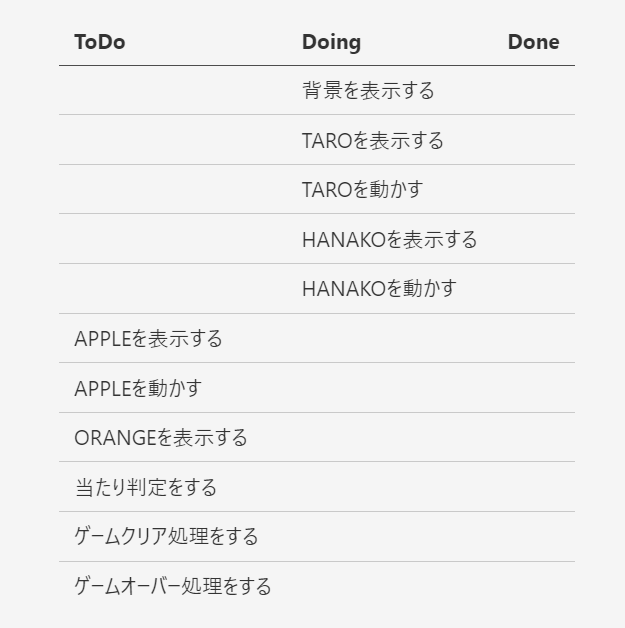 ToDo Doing Done
背景を表示する
TAROを表示する
TAROを動かす
HANAKOを表示する
HANAKOを動かす
APPLEを表示する
APPLEを動かす
ORANGEを表示する
当たり判定をする
ゲームクリア処理をする
ゲームオーバー処理をする